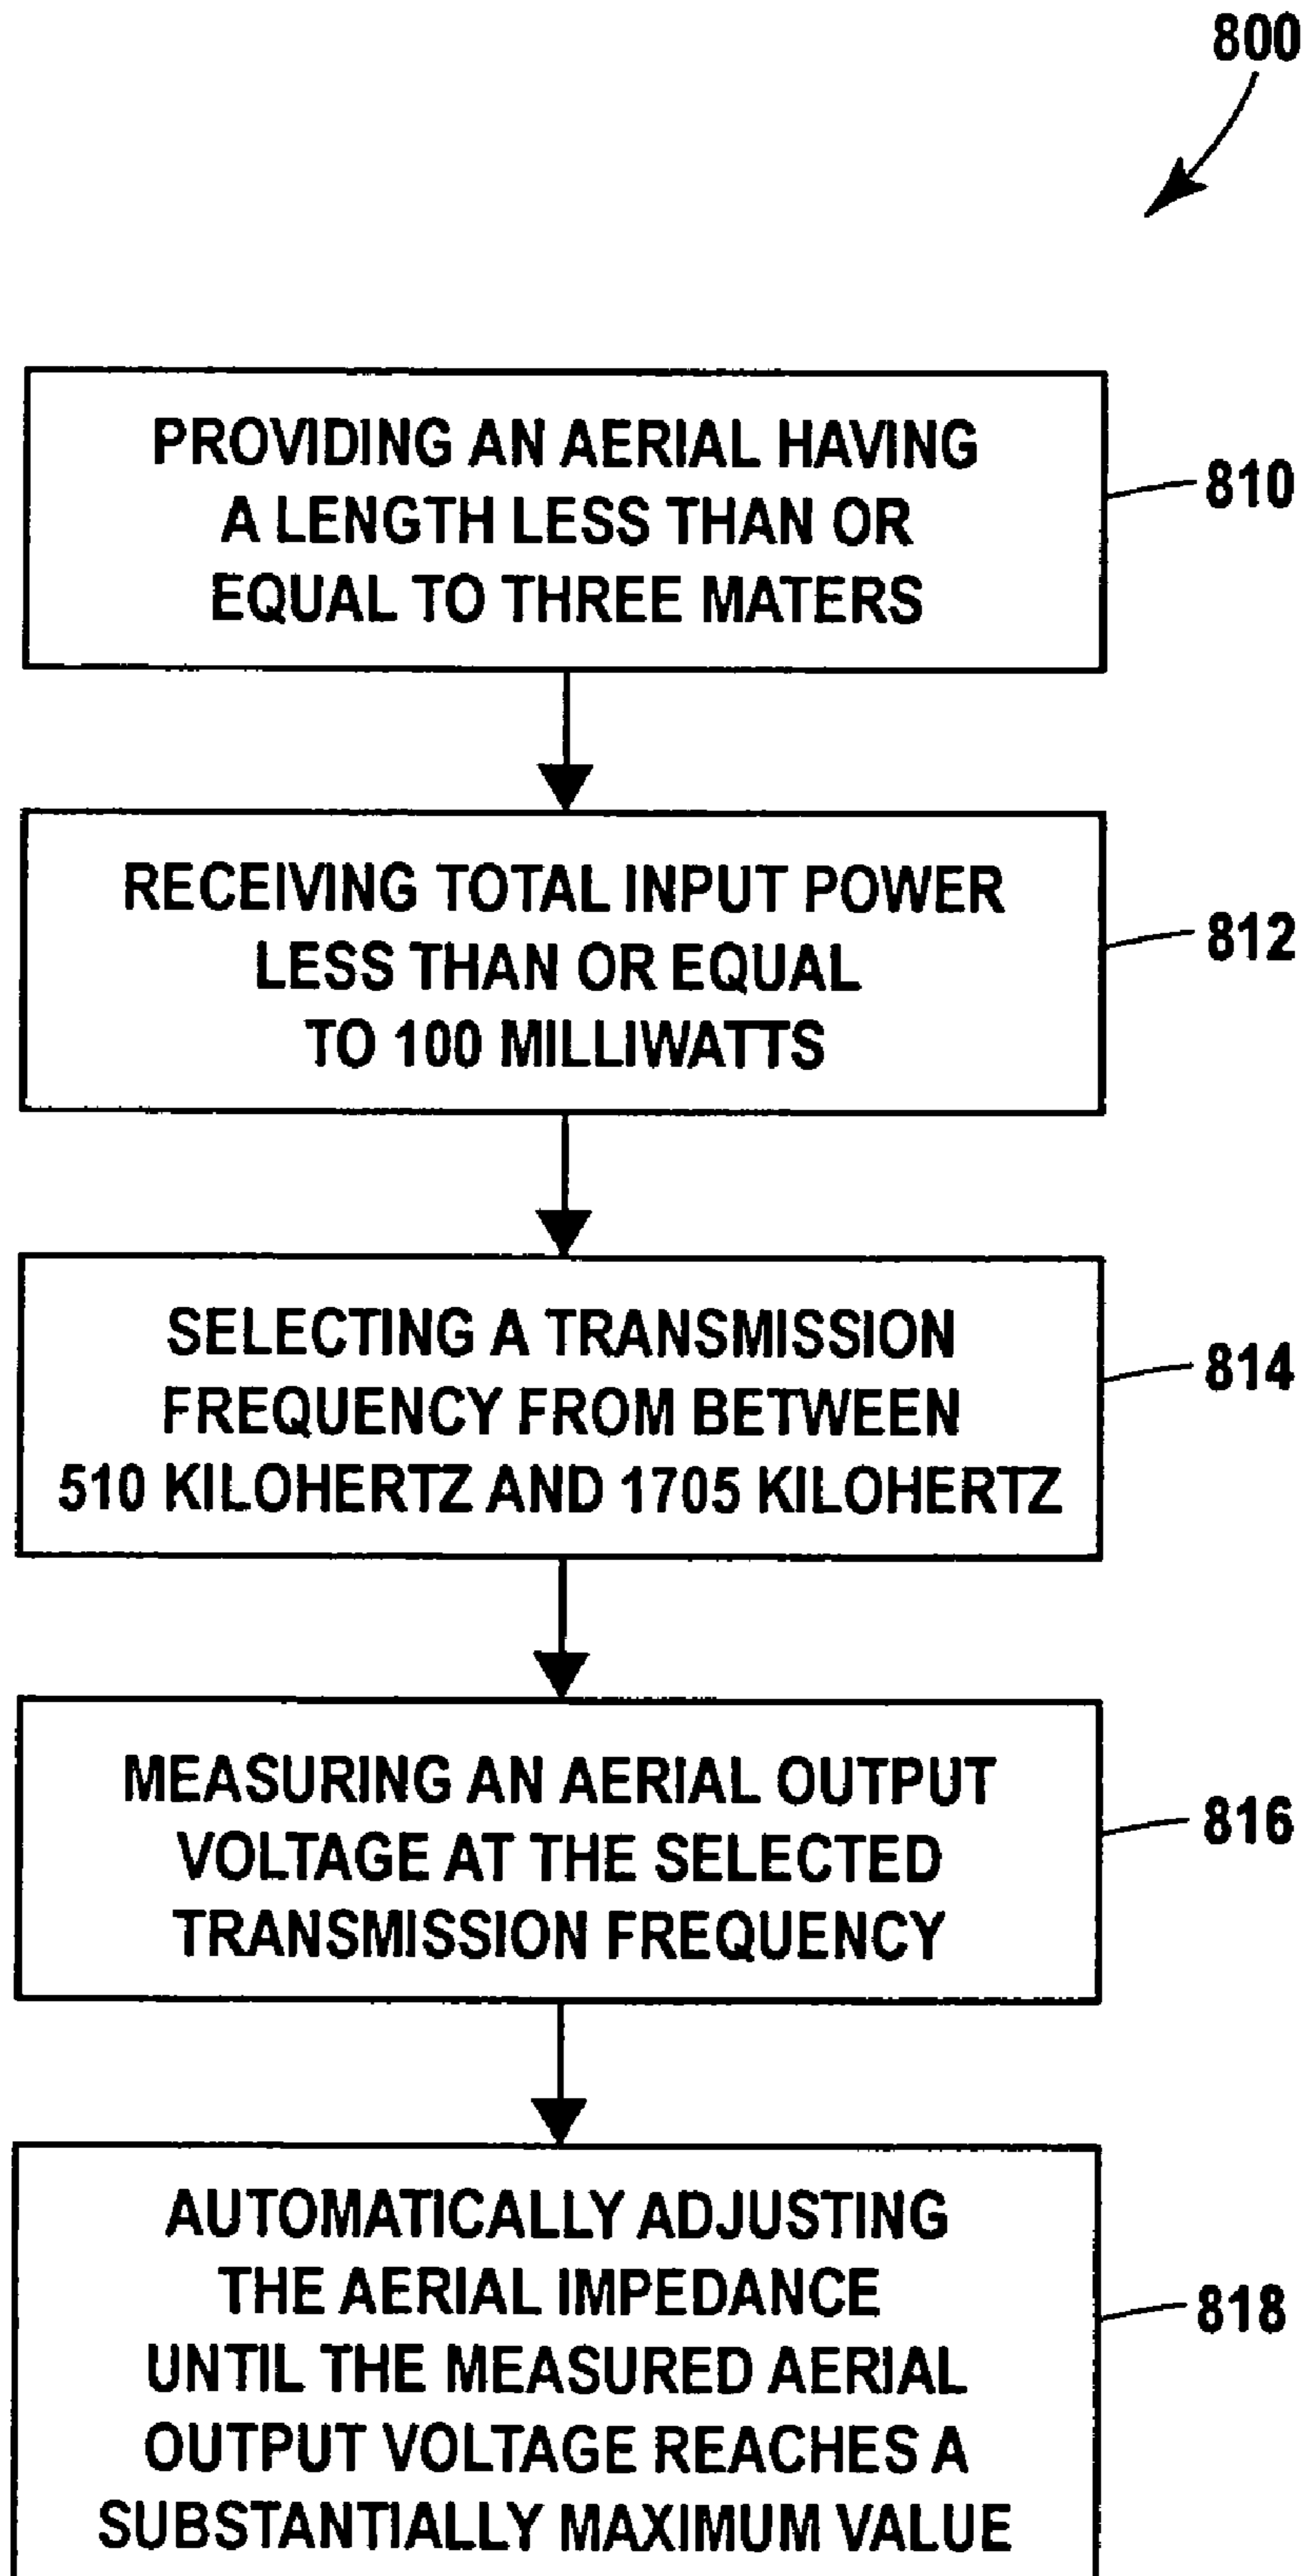 800
PROVIDING AN AERIAL HAVING
A LENGTH LESS THAN OR
EQUAL TO THREE MATERS
810
RECEIVING TOTAL INPUT POWER
LESS THAN OR EQUAL
TO 100 MILLIWATTS
812
SELECTING A TRANSMISSION
FREQUENCY FROM BETWEEN
510 KILOHERTZ AND 1705 KILOHERTZ
814
MEASURING AN AERIAL OUTPUT
VOLTAGE AT THE SELECTED
TRANSMISSION FREQUENCY
816
AUTOMATICALLY ADJUSTING
THE AERIAL IMPEDANCE
UNTIL THE MEASURED AERIAL
OUTPUT VOLTAGE REACHES A
SUBSTANTIALLY MAXIMUM VALUE
818